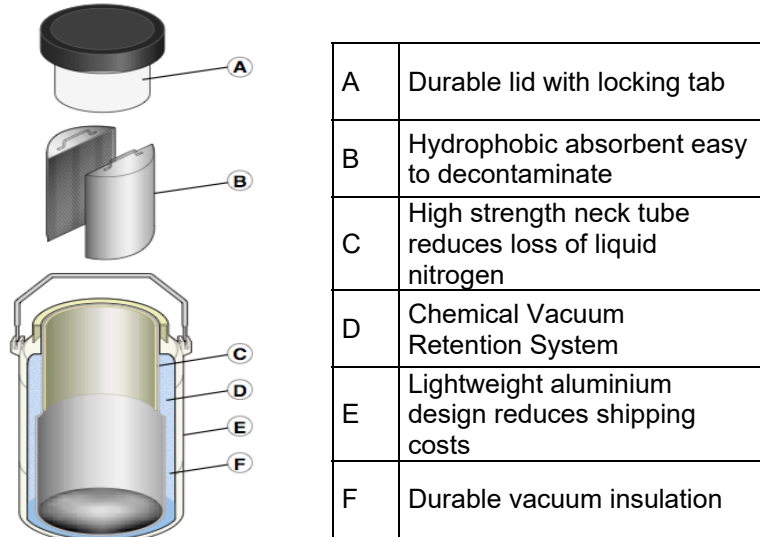 A
B
C
D
E
F
A Durable lid with locking tab
B Hydrophobic absorbent easy
to decontaminate
C High strength neck tube
reduces loss of liquid
nitrogen
D Chemical Vacuum
Retention System
E Lightweight aluminium
design reduces shipping
costs
F Durable vacuum insulation